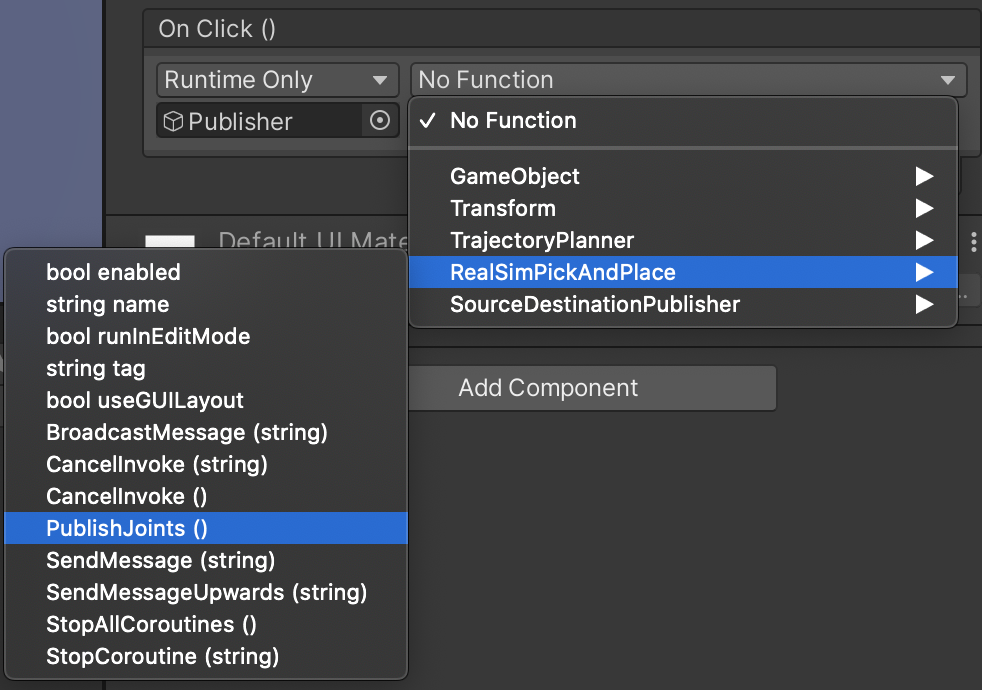 On Click ()
Runtime Only
No Function
Publisher
No Function
GameObject
Transform
TrajectoryPlanner
RealSimPickAndPlace
SourceDestinationPublisher
Default UI Mate
bool enabled
string name
bool runInEditMode
string tag
bool useGUILayout
BroadcastMessage (string)
CancelInvoke (string)
CancelInvoke ()
PublishJoints ()
SendMessage (string)
SendMessageUpwards (string)
StopAllCoroutines ()
StopCoroutine (string)
Add Component